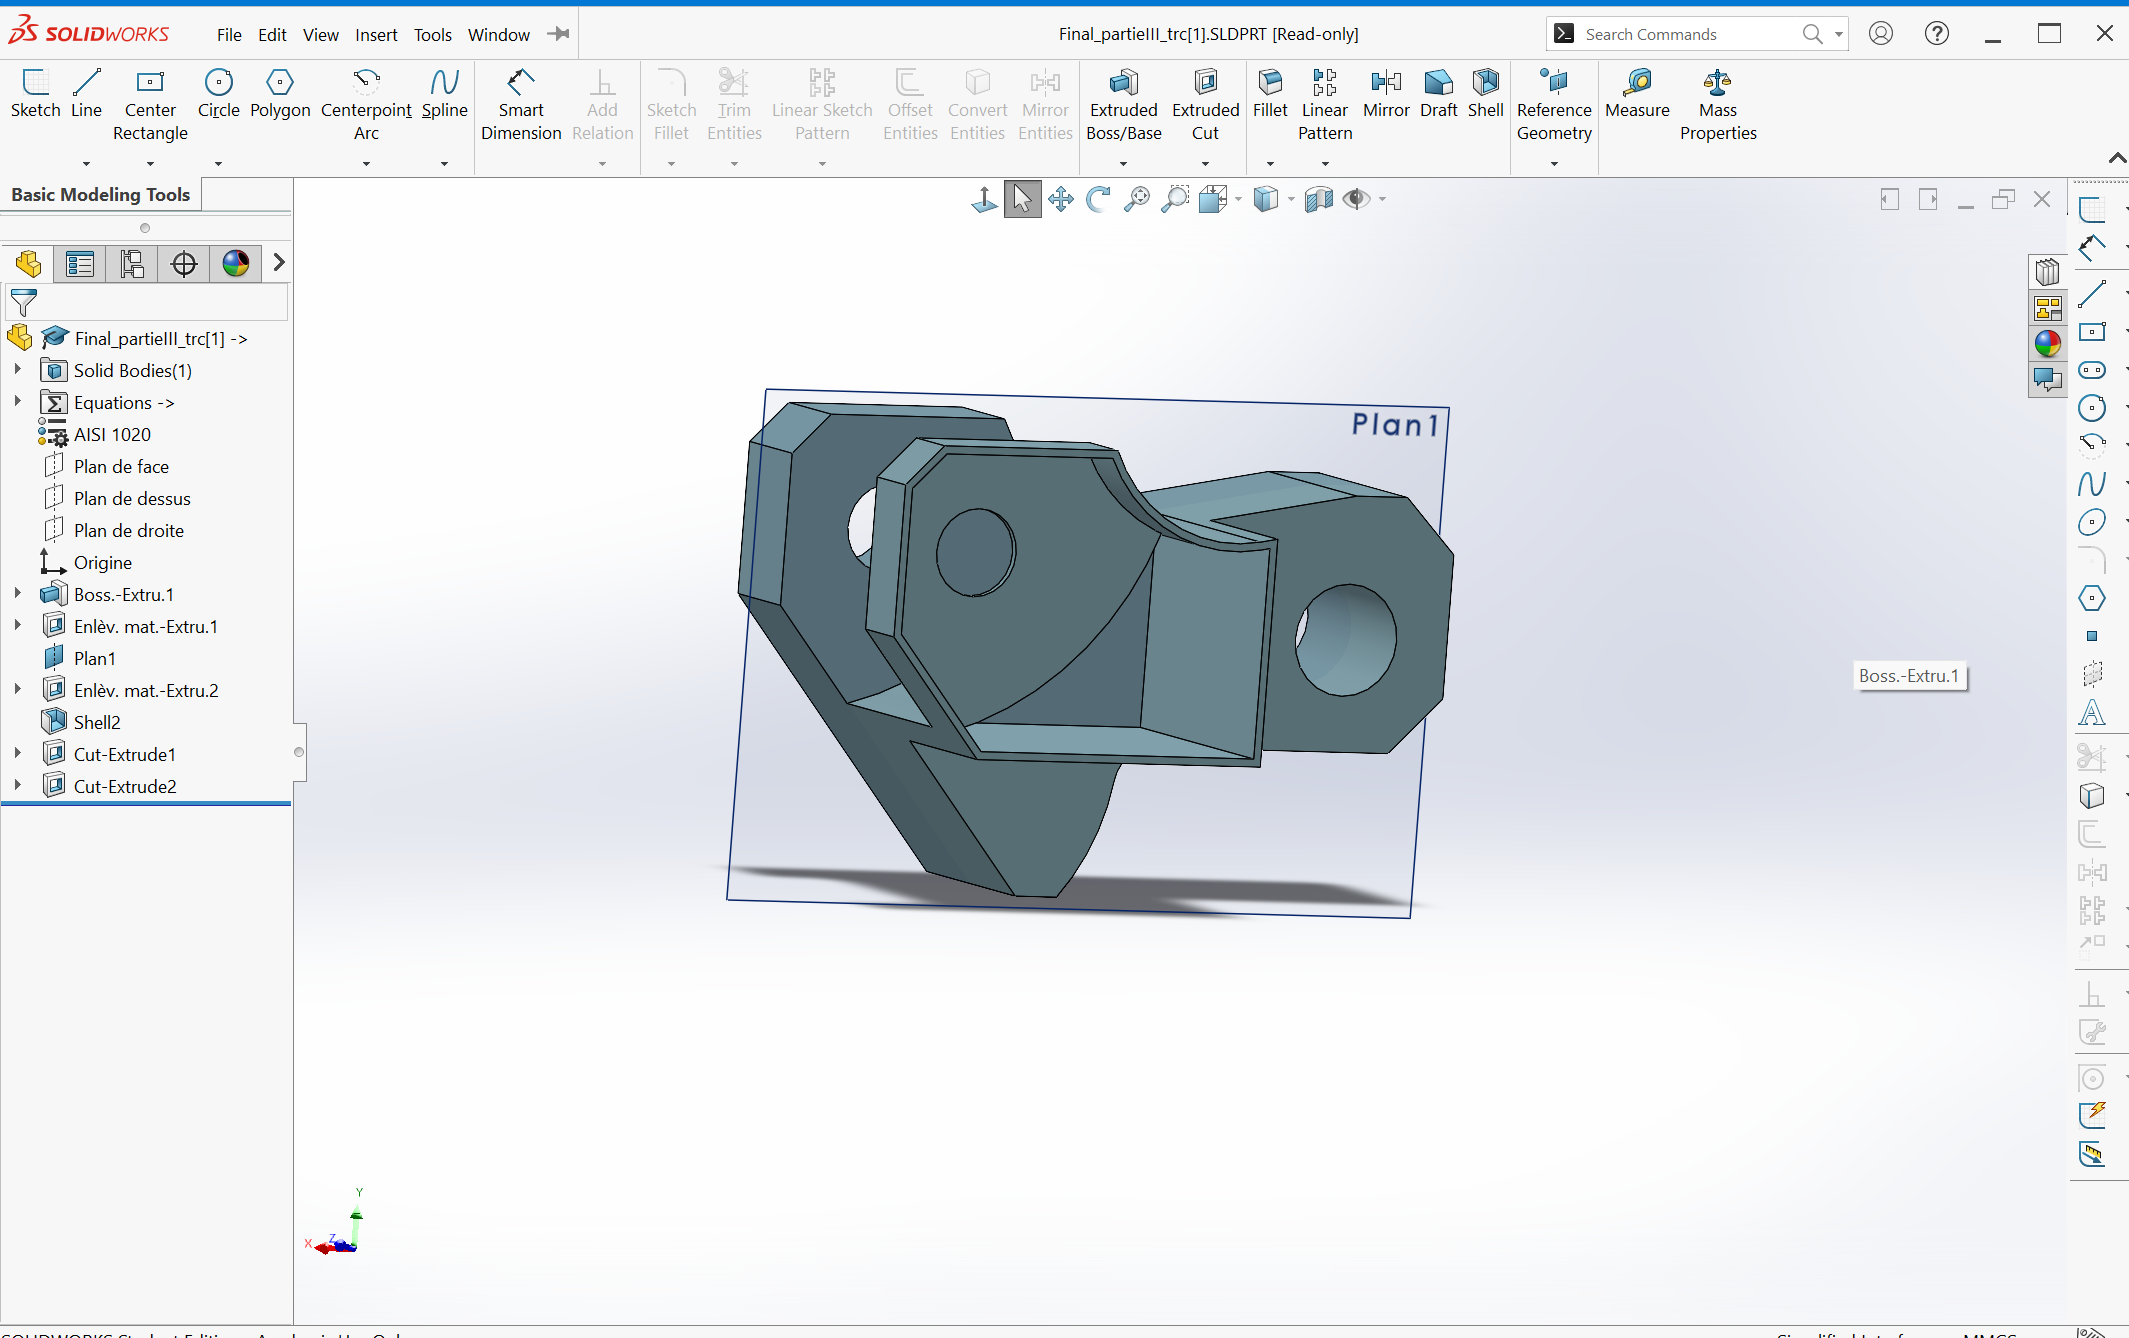 SOLIDWORKS
File Edit View Insert Tools Window
Final_partieIII_trc[1].SLDPRT [Read-only]
Search Commands
Sketch
Line
Center Rectangle
Circle
Polygon
Centerpoint Arc
Spline
Smart Dimension
Add Relation
Sketch Fillet
Trim Entities
Linear Sketch Pattern
Offset Entities
Convert Entities
Mirror Entities
Extruded Boss/Base
Extruded Cut
Fillet
Linear Pattern
Mirror
Draft
Shell
Reference Geometry
Measure
Mass Properties
Basic Modeling Tools
Final_partieIII_trc[1] ->
Solid Bodies(1)
Equations ->
AISI 1020
Plan de face
Plan de dessus
Plan de droite
Origine
Boss.-Extru.1
Enlèv. mat.-Extru.1
Plan1
Enlèv. mat.-Extru.2
Shell2
Cut-Extrude1
Cut-Extrude2
Plan1
Boss.-Extru.1
Y
X
Z